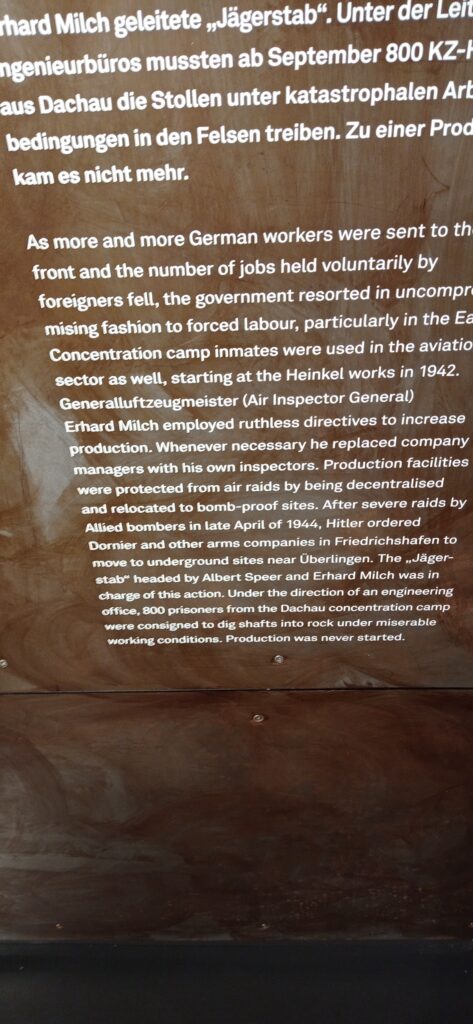 rhard Milch geleitete „Jägerstab“. Unter der Leit
ngenieurbüros mussten ab September 800 KZ-H
aus Dachau die Stollen unter katastrophalen Arb
bedingungen in den Felsen treiben. Zu einer Prod
kam es nicht mehr.
As more and more German workers were sent to th
front and the number of jobs held voluntarily by
foreigners fell, the government resorted in uncompr
mising fashion to forced labour, particularly in the Ea
Concentration camp inmates were used in the aviatio
sector as well, starting at the Heinkel works in 1942.
Generalluftzeugmeister (Air Inspector General)
Erhard Milch employed ruthless directives to increase
production. Whenever necessary he replaced company
managers with his own inspectors. Production facilities
were protected from air raids by being decentralised
and relocated to bomb-proof sites. After severe raids by
Allied bombers in late April of 1944, Hitler ordered
Dornier and other arms companies in Friedrichshafen to
move to underground sites near Überlingen. The „Jäger-
stab“ headed by Albert Speer and Erhard Milch was in
charge of this action. Under the direction of an engineering
office, 800 prisoners from the Dachau concentration camp
were consigned to dig shafts into rock under miserable
working conditions. Production was never started.